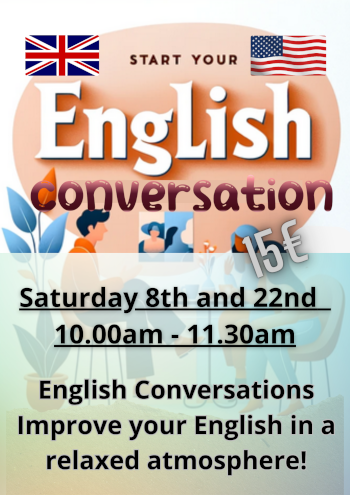 START YOUR
English
conversation
15€
Saturday 8th and 22nd
10.00am - 11.30am
English Conversations
Improve your English in a
relaxed atmosphere!